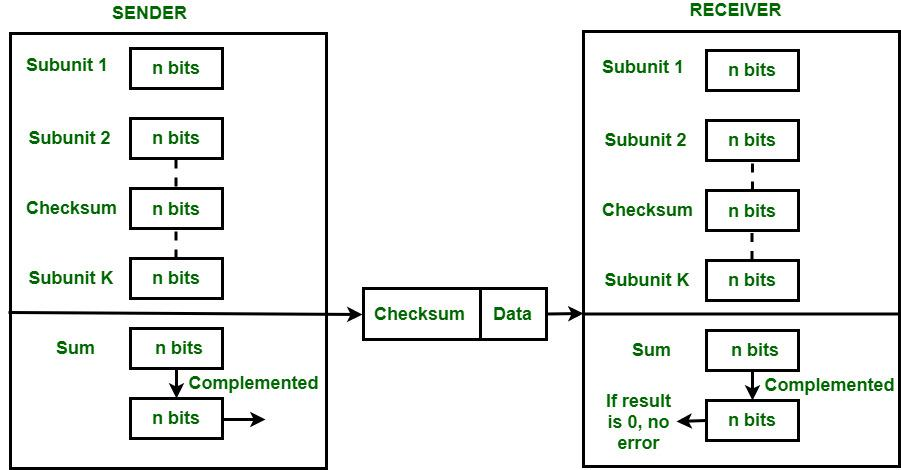 SENDER
Subunit 1
n bits
Subunit 2
n bits
Checksum
n bits
Subunit K
n bits
Sum
n bits
Complemented
n bits
Checksum
Data
RECEIVER
Subunit 1
n bits
Subunit 2
n bits
Checksum
n bits
Subunit K
n bits
Sum
n bits
Complemented
If result
is 0, no
error
n bits